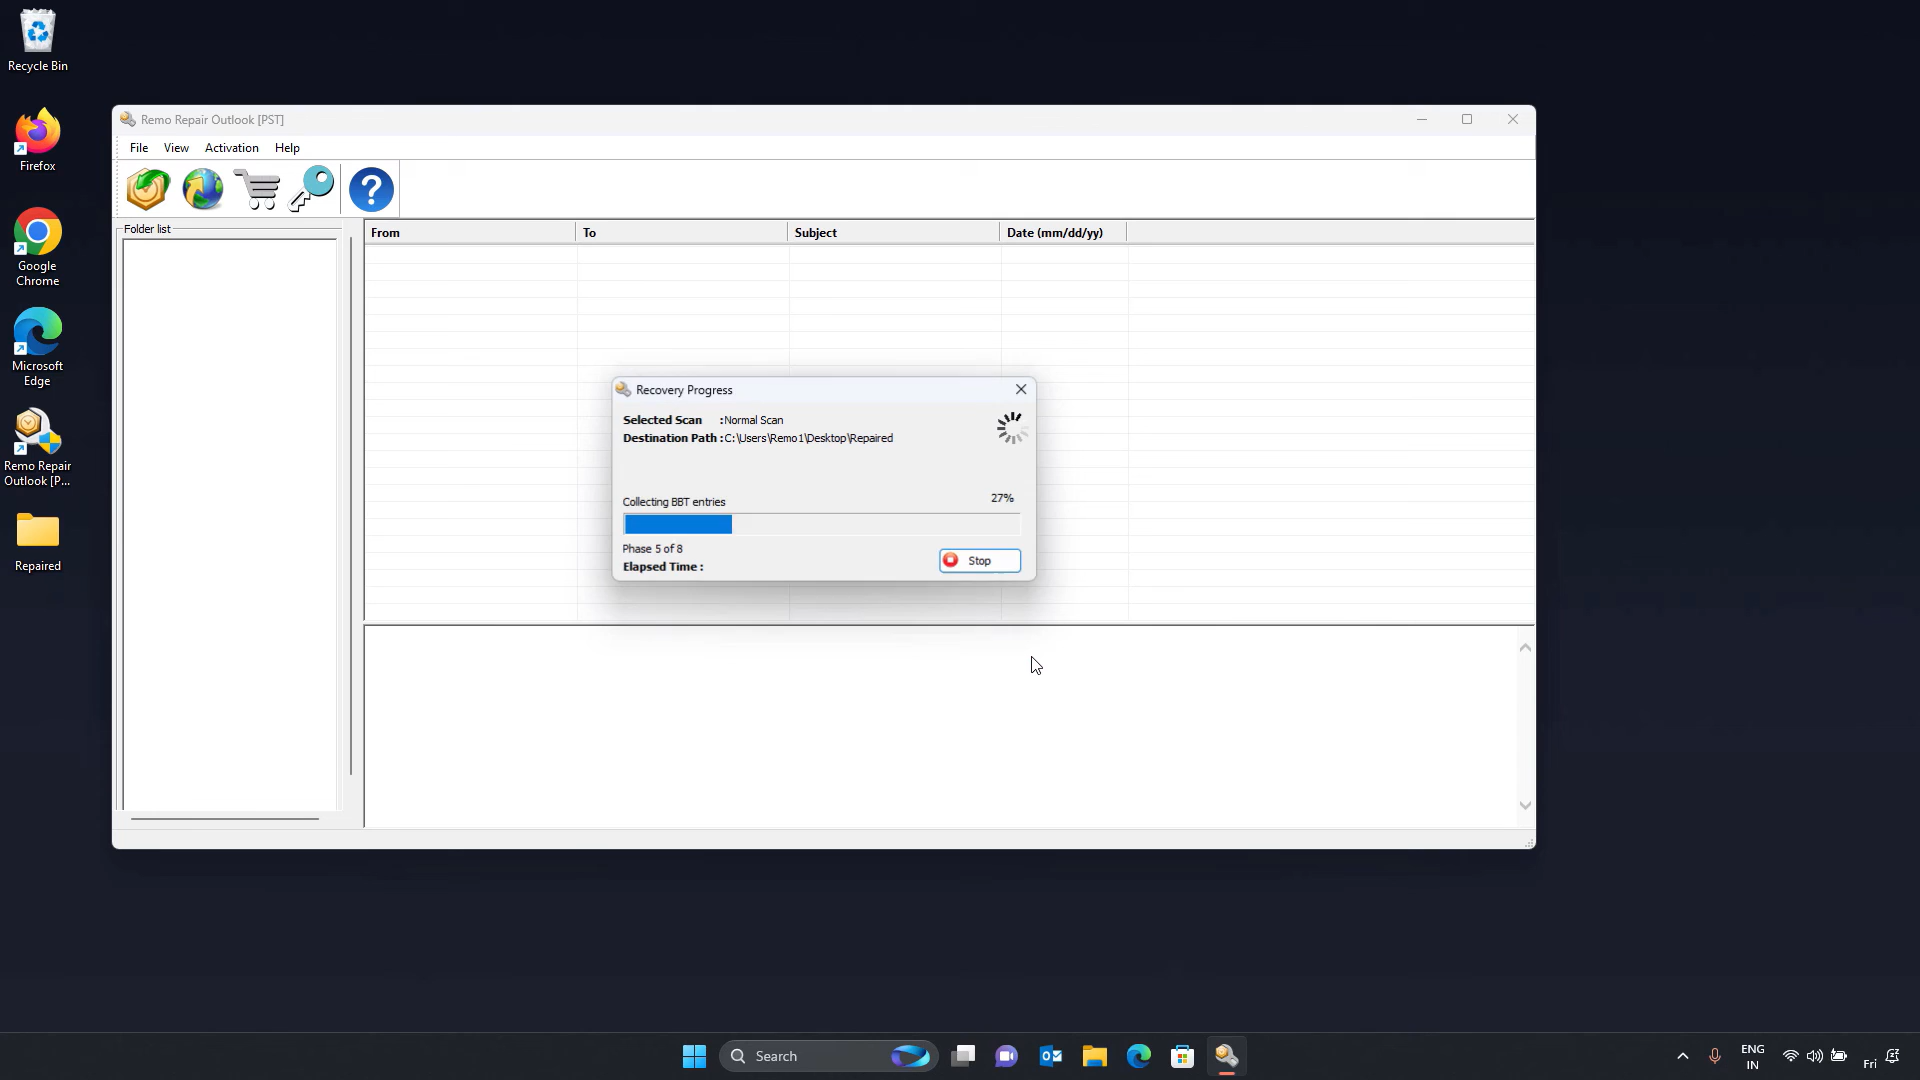 Recycle Bin
Firefox
Google
Chrome
Microsoft
Edge
Remo Repair
Outlook [P...
Repaired
Remo Repair Outlook [PST]
File View Activation Help
?
Folder list
From To Subject Date (mm/dd/yy)
Recovery Progress
Selected Scan :Normal Scan
Destination Path :C:\Users\Remo1\Desktop\Repaired
Collecting BBT entries 27%
Phase 5 of 8
Stop
Elapsed Time :
Search
ENG
IN
Fri